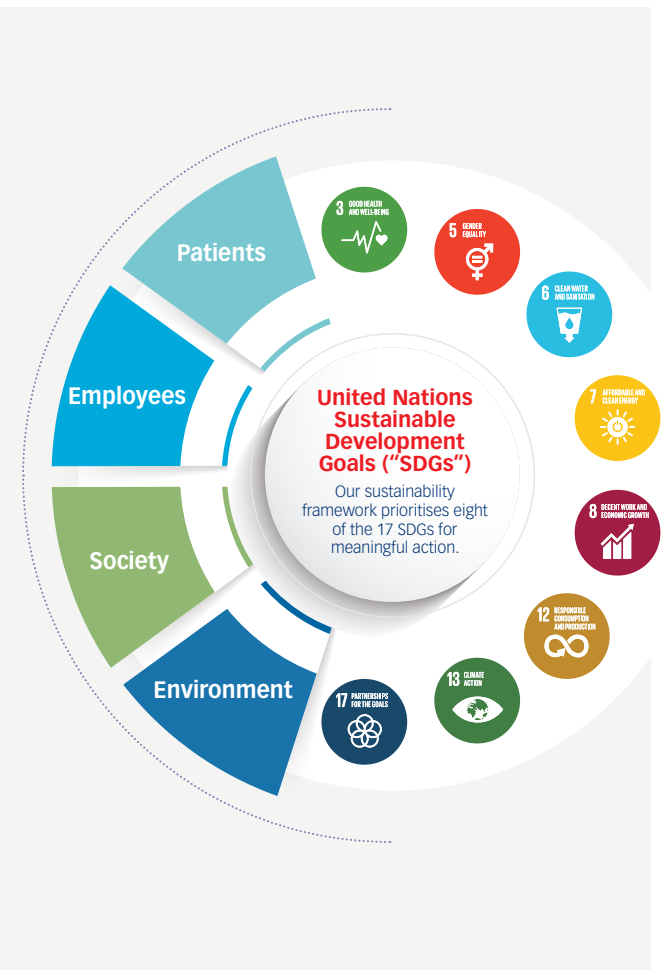 Patients
Employees
Society
Environment
United Nations
Sustainable
Development
Goals (“SDGs”)
Our sustainability
framework prioritises eight
of the 17 SDGs for
meaningful action.
3 GOOD HEALTH
AND WELL-BEING
5 GENDER
EQUALITY
6 CLEAN WATER
AND SANITATION
7 AFFORDABLE AND
CLEAN ENERGY
8 DECENT WORK AND
ECONOMIC GROWTH
12 RESPONSIBLE
CONSUMPTION
AND PRODUCTION
13 CLIMATE
ACTION
17 PARTNERSHIPS
FOR THE GOALS